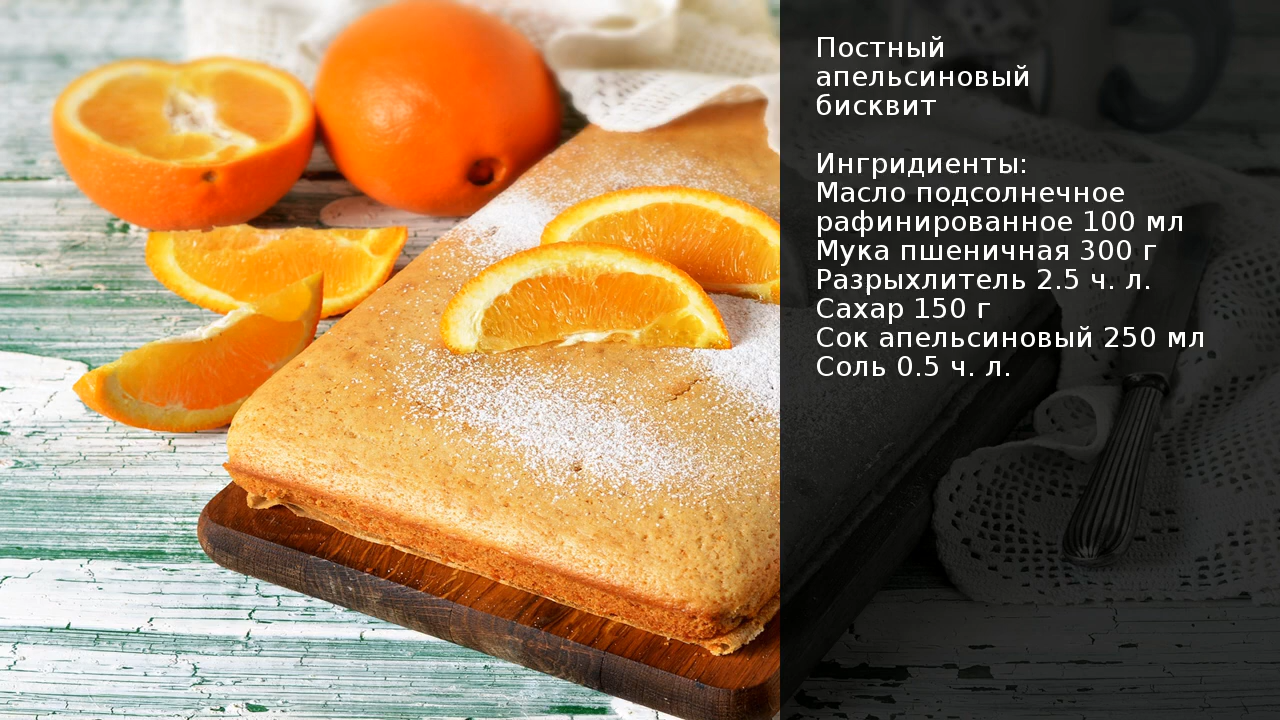 Постный
апельсиновый
бисквит
Ингридиенты:
Масло подсолнечное
рафинированное 100 мл
Мука пшеничная 300 г
Разрыхлитель 2.5 ч. л.
Сахар 150 г
Сок апельсиновый 250 мл
Соль 0.5 ч. л.